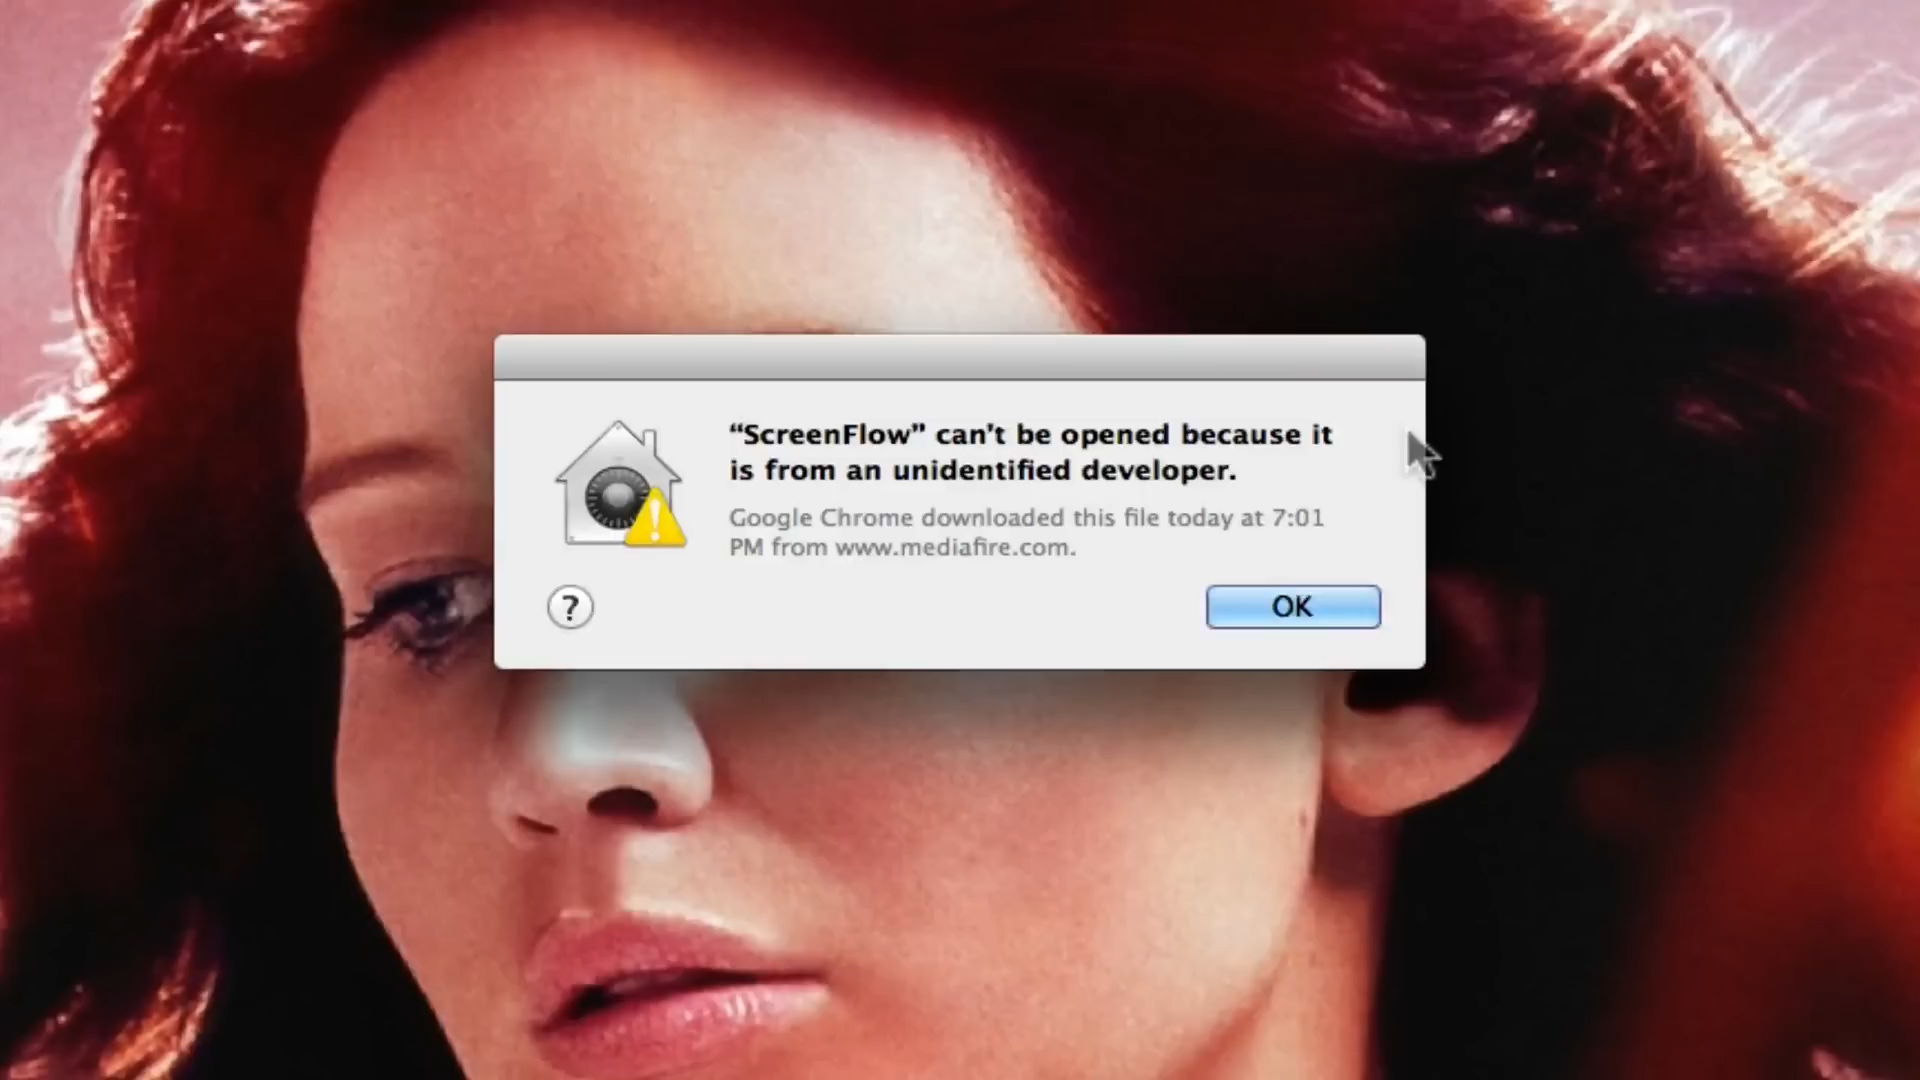 “ScreenFlow” can’t be opened because it
is from an unidentified developer.
Google Chrome downloaded this file today at 7:01
PM from www.mediafire.com.
?
OK